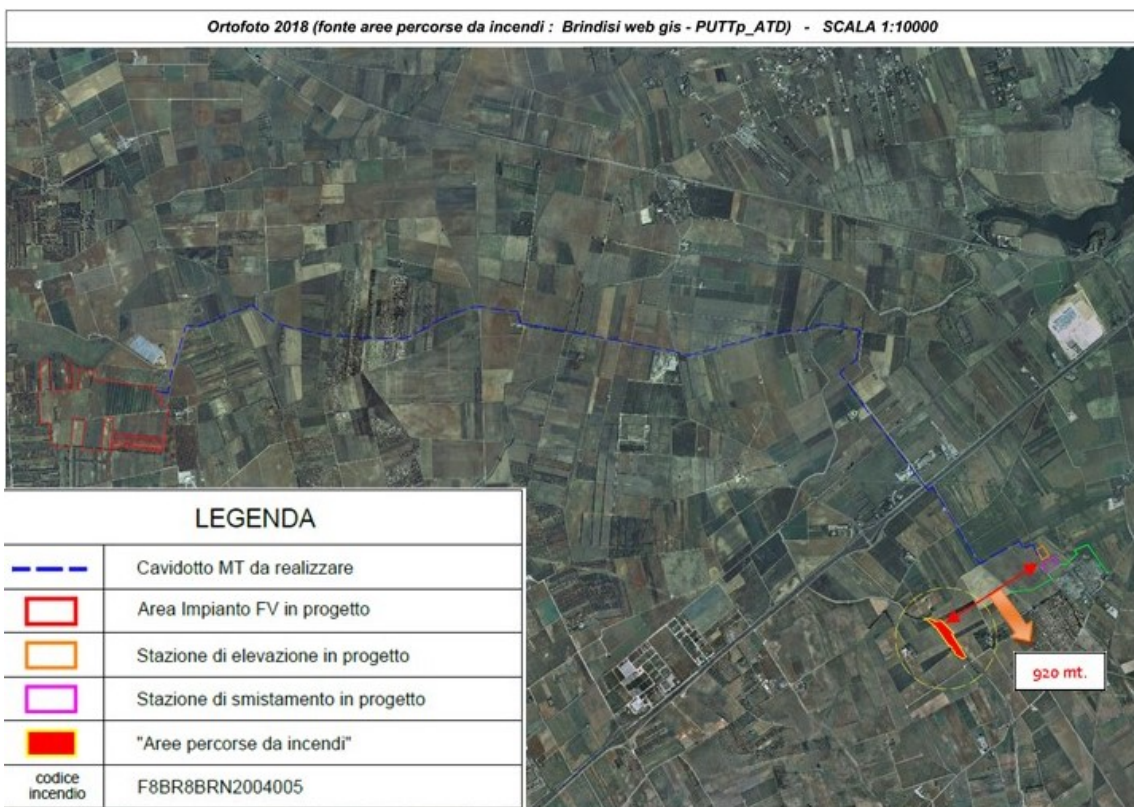 Ortofoto 2018 (fonte aree percorse da incendi : Brindisi web gis - PUTTp_ATD) - SCALA 1:10000
920 mt.
LEGENDA
Cavidotto MT da realizzare
Area Impianto FV in progetto
Stazione di elevazione in progetto
Stazione di smistamento in progetto
"Aree percorse da incendi"
codice
incendio
F8BR8BRN2004005